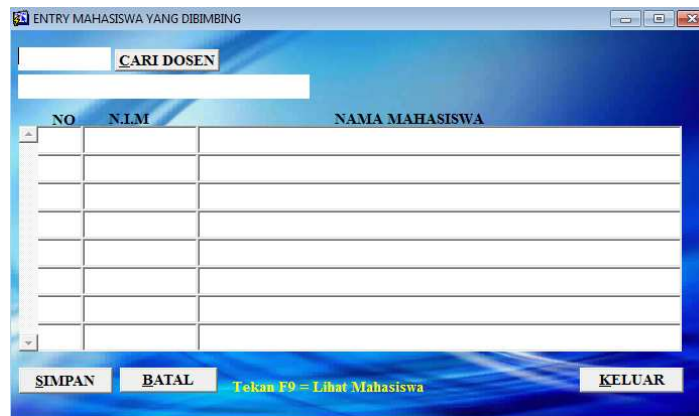 ENTRY MAHASISWA YANG DIBIMBING
CARI DOSEN
NO N.I.M NAMA MAHASISWA
SIMPAN BATAL Tekan F9 = Lihat Mahasiswa KELUAR